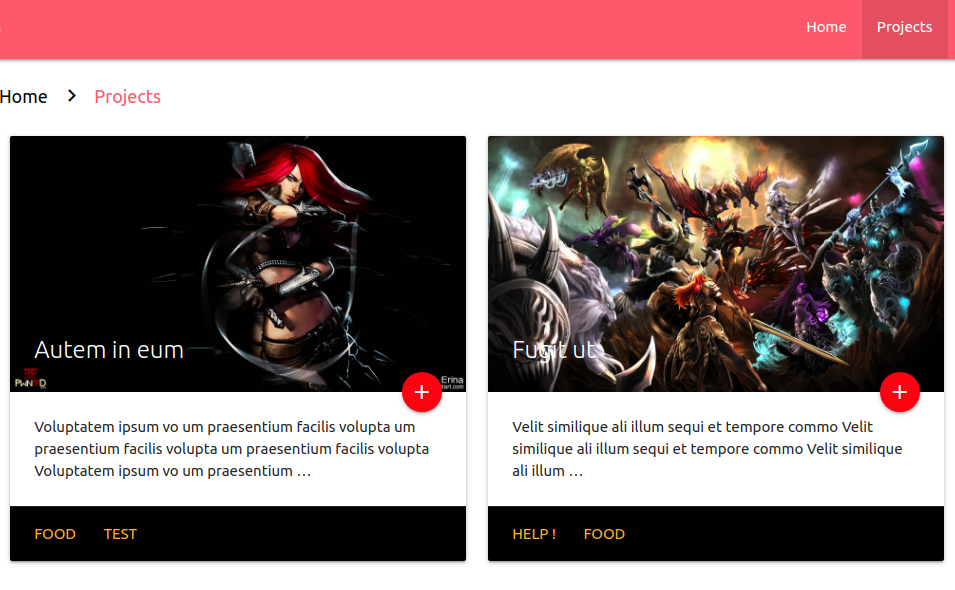 Home Projects
Home > Projects
Autem in eum
Fugit ut
PwnED
Erina
+
+
Voluptatem ipsum vo um praesentium facilis volupta um
praesentium facilis volupta um praesentium facilis volupta
Voluptatem ipsum vo um praesentium …
Velit similique ali illum sequi et tempore commo Velit
similique ali illum sequi et tempore commo Velit similique
ali illum …
FOOD TEST
HELP ! FOOD